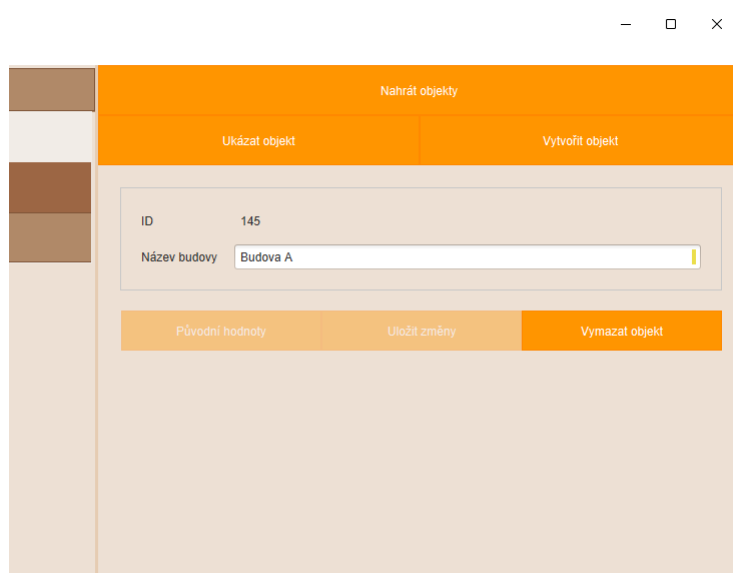 Nahrát objekty
Ukázat objekt
Vytvořit objekt
ID
145
Název budovy
Budova A
Původní hodnoty
Uložit změny
Vymazat objekt